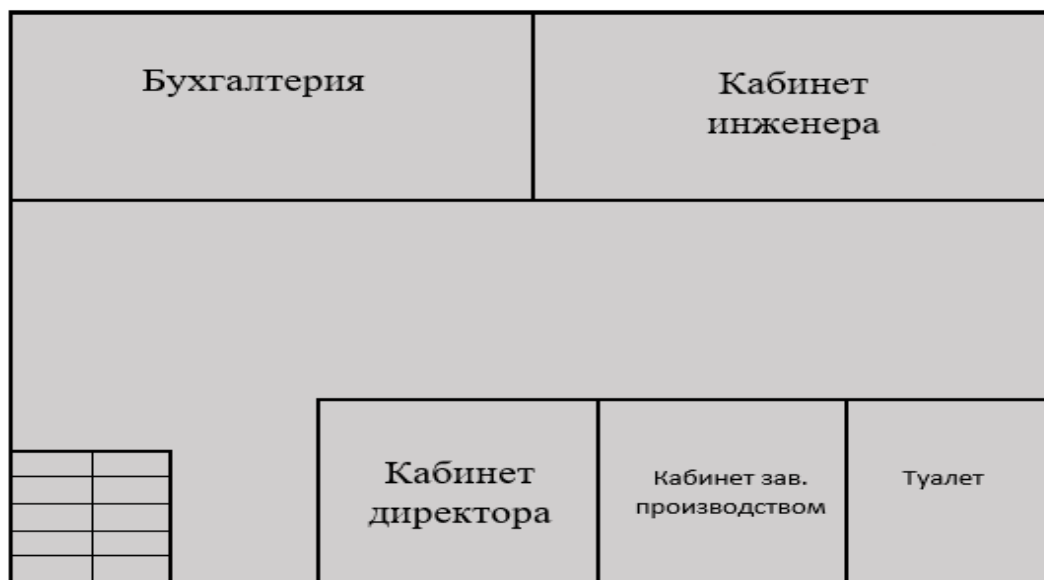 Бухгалтерия
Кабинет
инженера
Кабинет
директора
Кабинет зав.
производством
Туалет